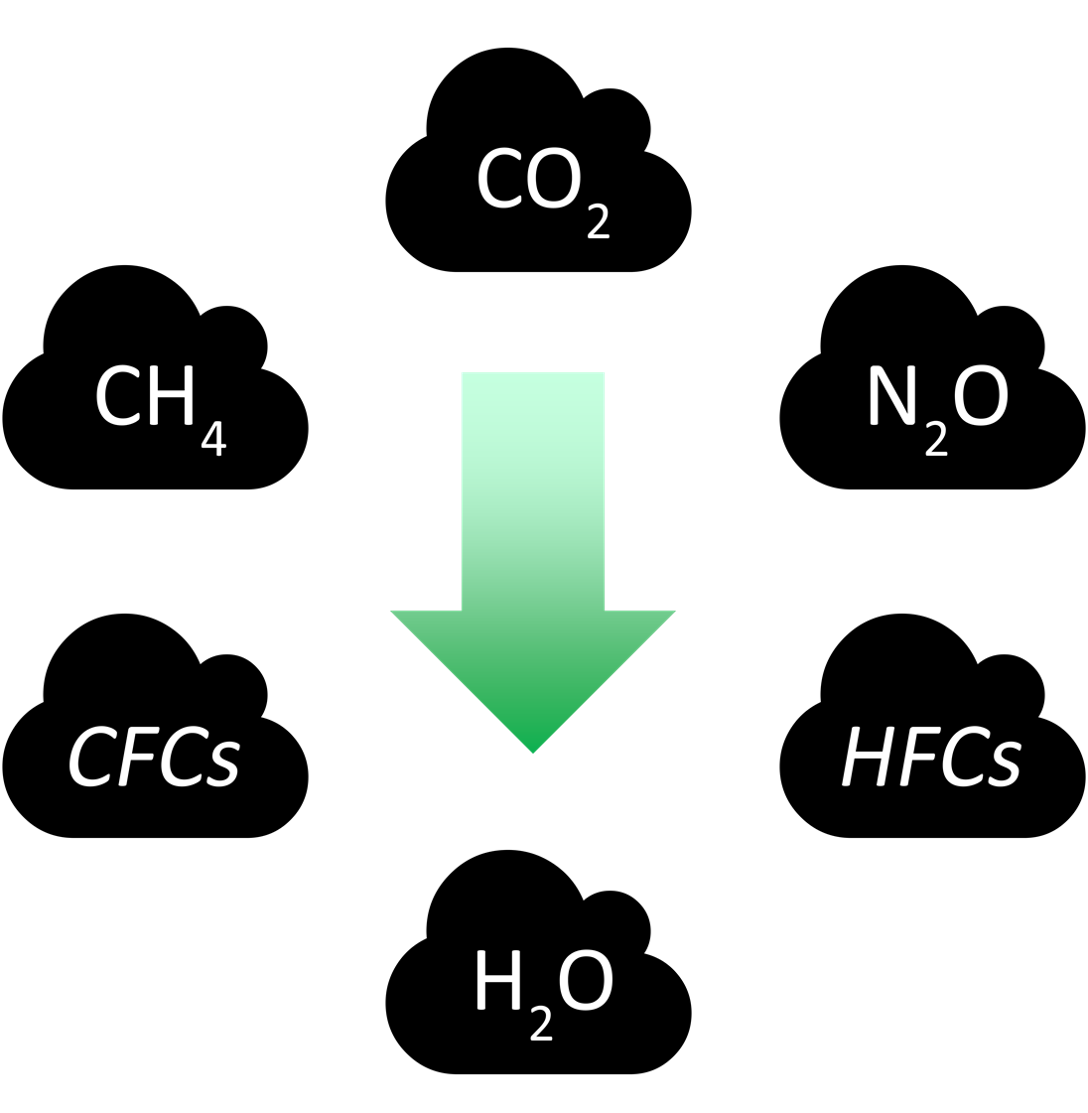 CO₂
CH₄
N₂O
CFCs
HFCs
H₂O